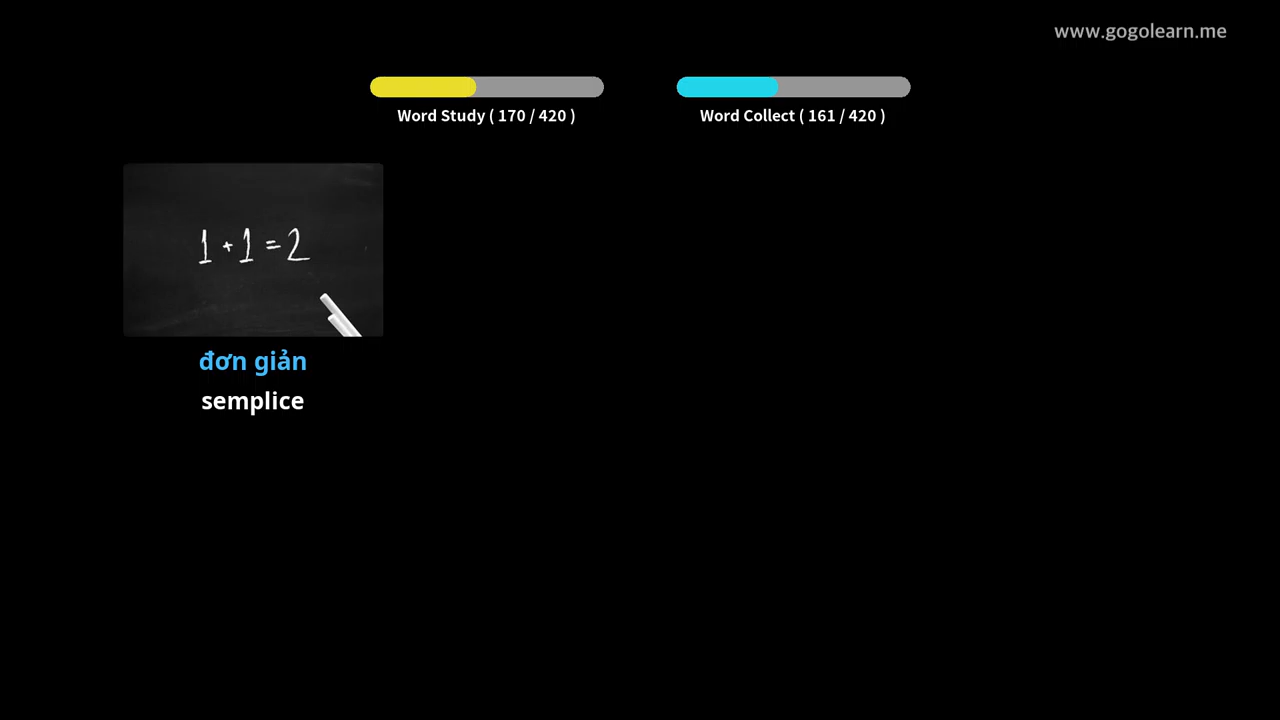 www.gogolearn.me
Word Study ( 170 / 420 )
Word Collect ( 161 / 420 )
1 + 1 = 2
đơn giản
semplice